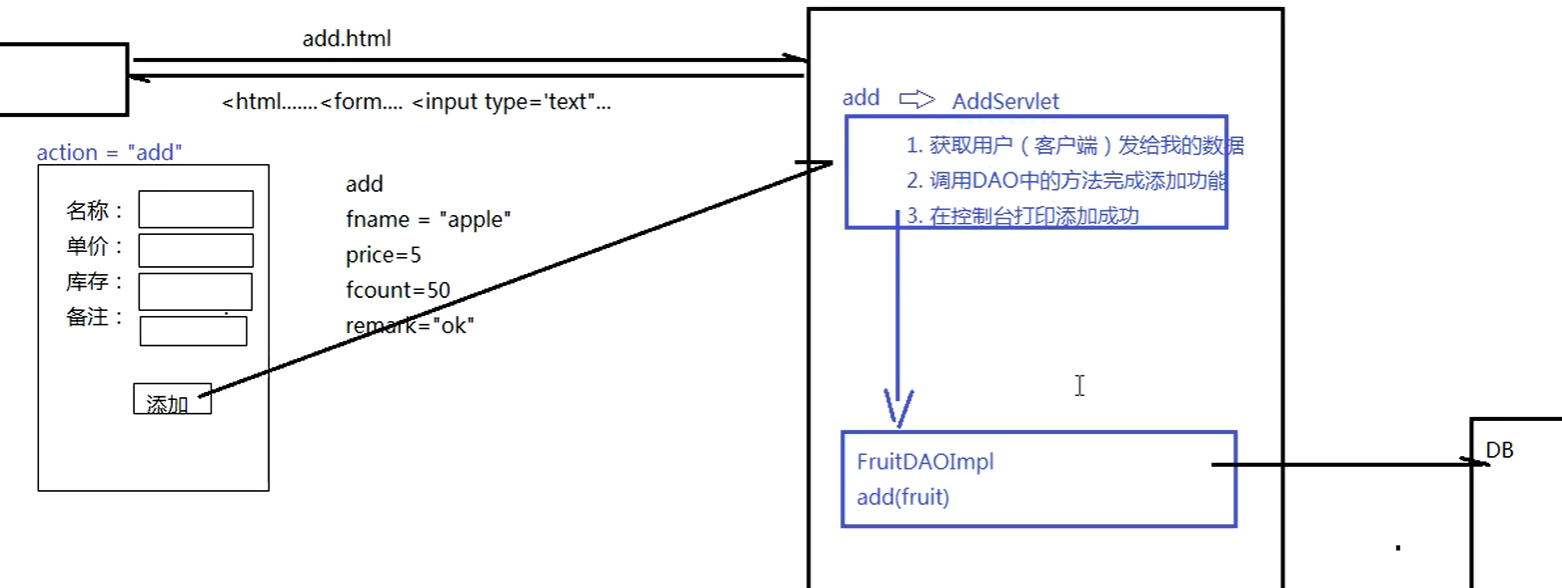 add.html
<html.......<form.... <input type='text"...
action = "add"
名称：
单价：
库存：
备注：
添加
add
fname = "apple"
price=5
fcount=50
remark="ok"
add
AddServlet
1. 获取用户（客户端）发给我的数据
2. 调用DAO中的方法完成添加功能
3. 在控制台打印添加成功
FruitDAOImpl
add(fruit)
DB